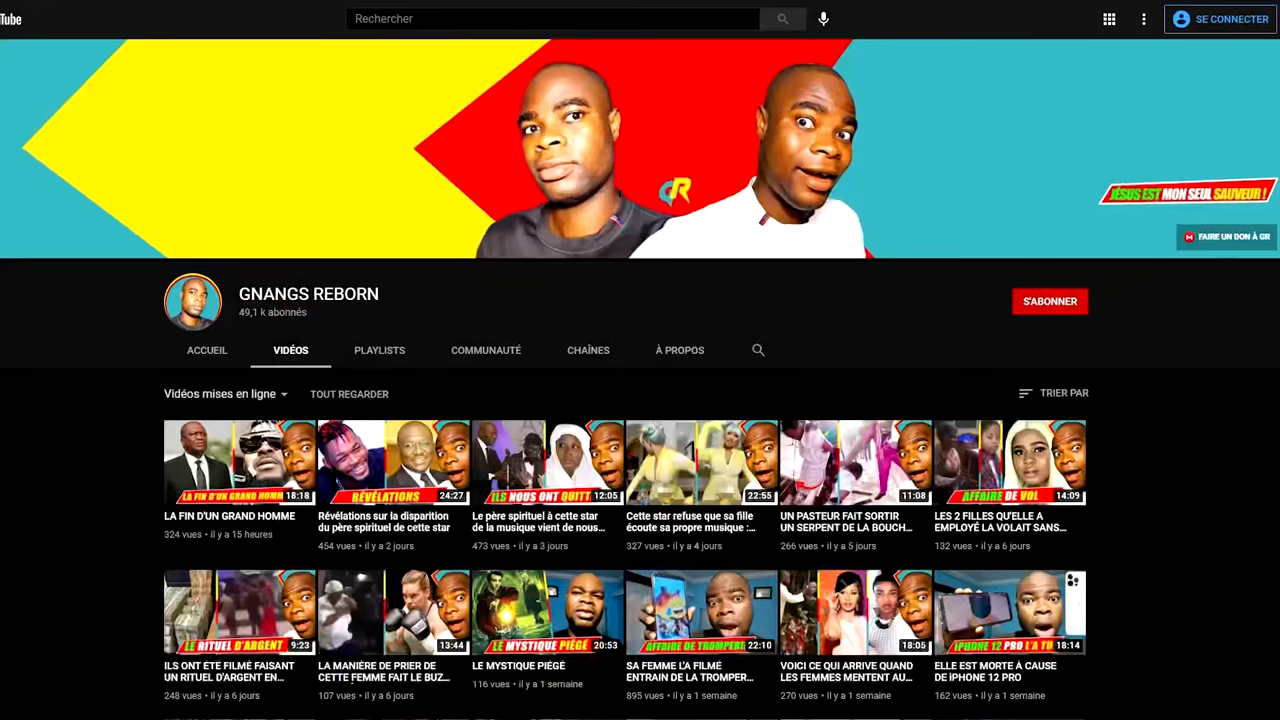 Tube
Rechercher
SE CONNECTER
GR
JÉSUS EST MON SEUL SAUVEUR !
FAIRE UN DON À GR
GNANGS REBORN
49,1 k abonnés
S'ABONNER
ACCUEIL
VIDÉOS
PLAYLISTS
COMMUNAUTÉ
CHAÎNES
À PROPOS
Vidéos mises en ligne
TOUT REGARDER
TRIER PAR
LA FIN D'UN GRAND HOMM
18:18
RÉVÉLATIONS
24:27
ILS NOUS ONT QUITT
12:05
22:55
11:08
AFFAIRE DE VOL
14:09
LA FIN D'UN GRAND HOMME
324 vues • il y a 15 heures
Révélations sur la disparition
du père spirituel de cette star
454 vues • il y a 2 jours
Le père spirituel à cette star
de la musique vient de nous...
473 vues • il y a 3 jours
Cette star refuse que sa fille
écoute sa propre musique :...
327 vues • il y a 4 jours
UN PASTEUR FAIT SORTIR
UN SERPENT DE LA BOUCH...
266 vues • il y a 5 jours
LES 2 FILLES QU'ELLE A
EMPLOYÉ LA VOLAIT SANS...
132 vues • il y a 6 jours
LE RITUEL D'ARGENT
9:23
13:44
LE MYSTIQUE PIÉGÉ
20:53
AFFAIRE DE TROMPERI
22:10
18:05
IPHONE 12 PRO L'A TU
18:14
ILS ONT ÉTÉ FILMÉ FAISANT
UN RITUEL D'ARGENT EN...
248 vues • il y a 6 jours
LA MANIÈRE DE PRIER DE
CETTE FEMME FAIT LE BUZ...
107 vues • il y a 6 jours
LE MYSTIQUE PIÉGÉ
116 vues • il y a 1 semaine
SA FEMME L'A FILMÉ
ENTRAIN DE LA TROMPER...
895 vues • il y a 1 semaine
VOICI CE QUI ARRIVE QUAND
LES FEMMES MENTENT AU...
270 vues • il y a 1 semaine
ELLE EST MORTE À CAUSE
DE iPHONE 12 PRO
162 vues • il y a 1 semaine